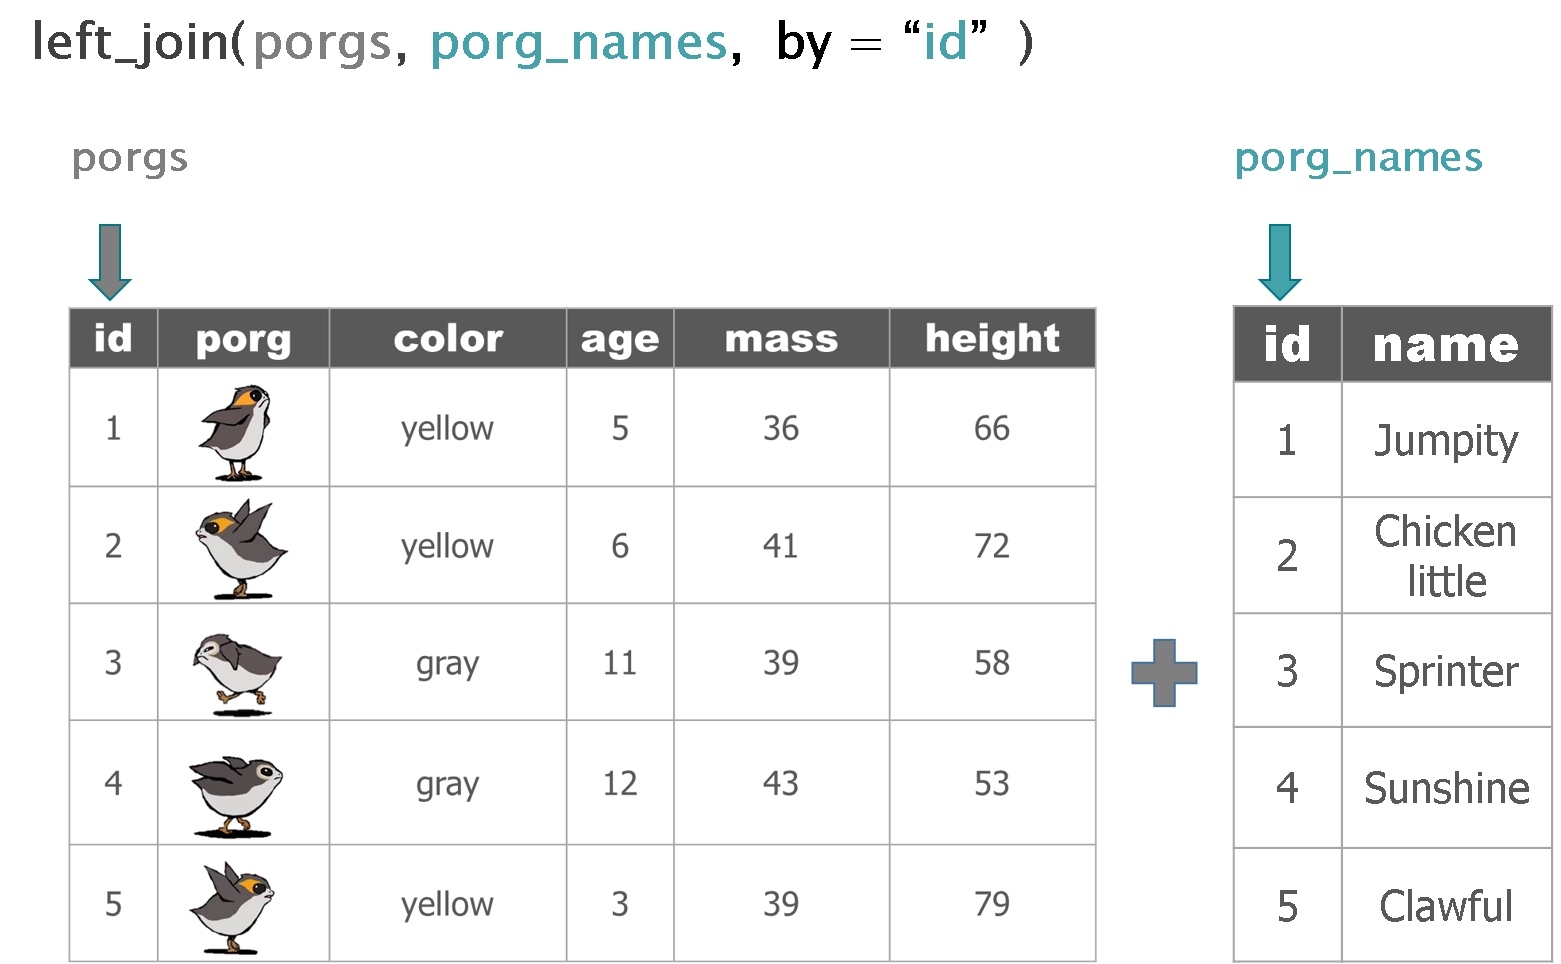 left_join(porgs, porg_names, by = “id” )
porgs
porg_names
id porg color age mass height
1 yellow 5 36 66
2 yellow 6 41 72
3 gray 11 39 58
4 gray 12 43 53
5 yellow 3 39 79
id name
1 Jumpity
2 Chicken
little
3 Sprinter
4 Sunshine
5 Clawful